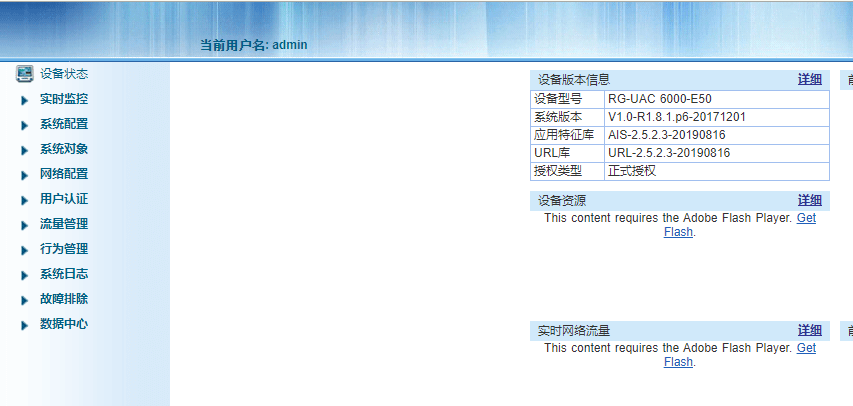 当前用户名: admin
设备状态
实时监控
系统配置
系统对象
网络配置
用户认证
流量管理
行为管理
系统日志
故障排除
数据中心
设备版本信息 详细
设备型号 RG-UAC 6000-E50
系统版本 V1.0-R1.8.1.p6-20171201
应用特征库 AIS-2.5.2.3-20190816
URL库 URL-2.5.2.3-20190816
授权类型 正式授权
设备资源 详细
This content requires the Adobe Flash Player. Get
Flash.
实时网络流量 详细
This content requires the Adobe Flash Player. Get
Flash.